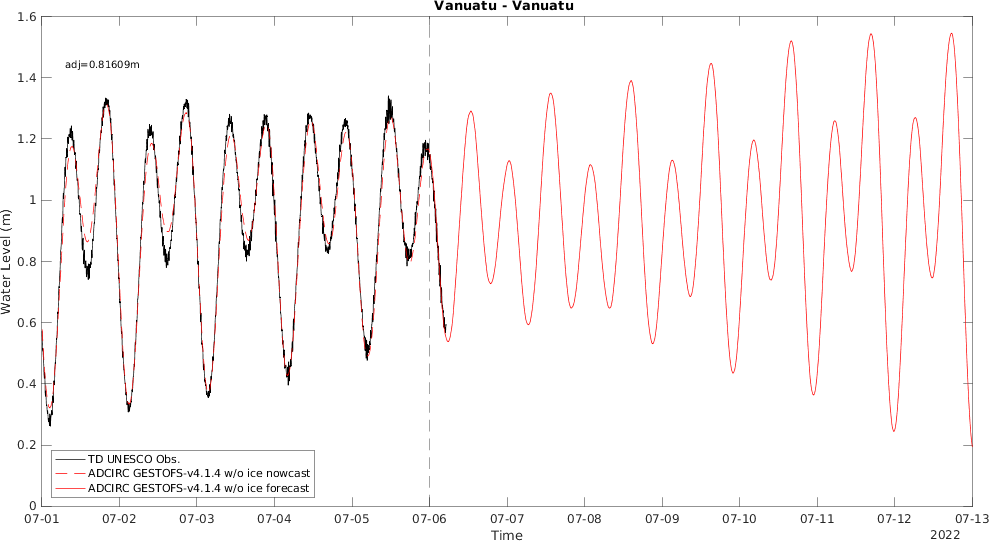 Vanuatu - Vanuatu
1.6
1.4
1.2
1
0.8
0.6
0.4
0.2
0
Water Level (m)
adj=0.81609m
TD UNESCO Obs.
ADCIRC GESTOFS-v4.1.4 w/o ice nowcast
ADCIRC GESTOFS-v4.1.4 w/o ice forecast
07-01 07-02 07-03 07-04 07-05 07-06 07-07 07-08 07-09 07-10 07-11 07-12 07-13
Time
2022